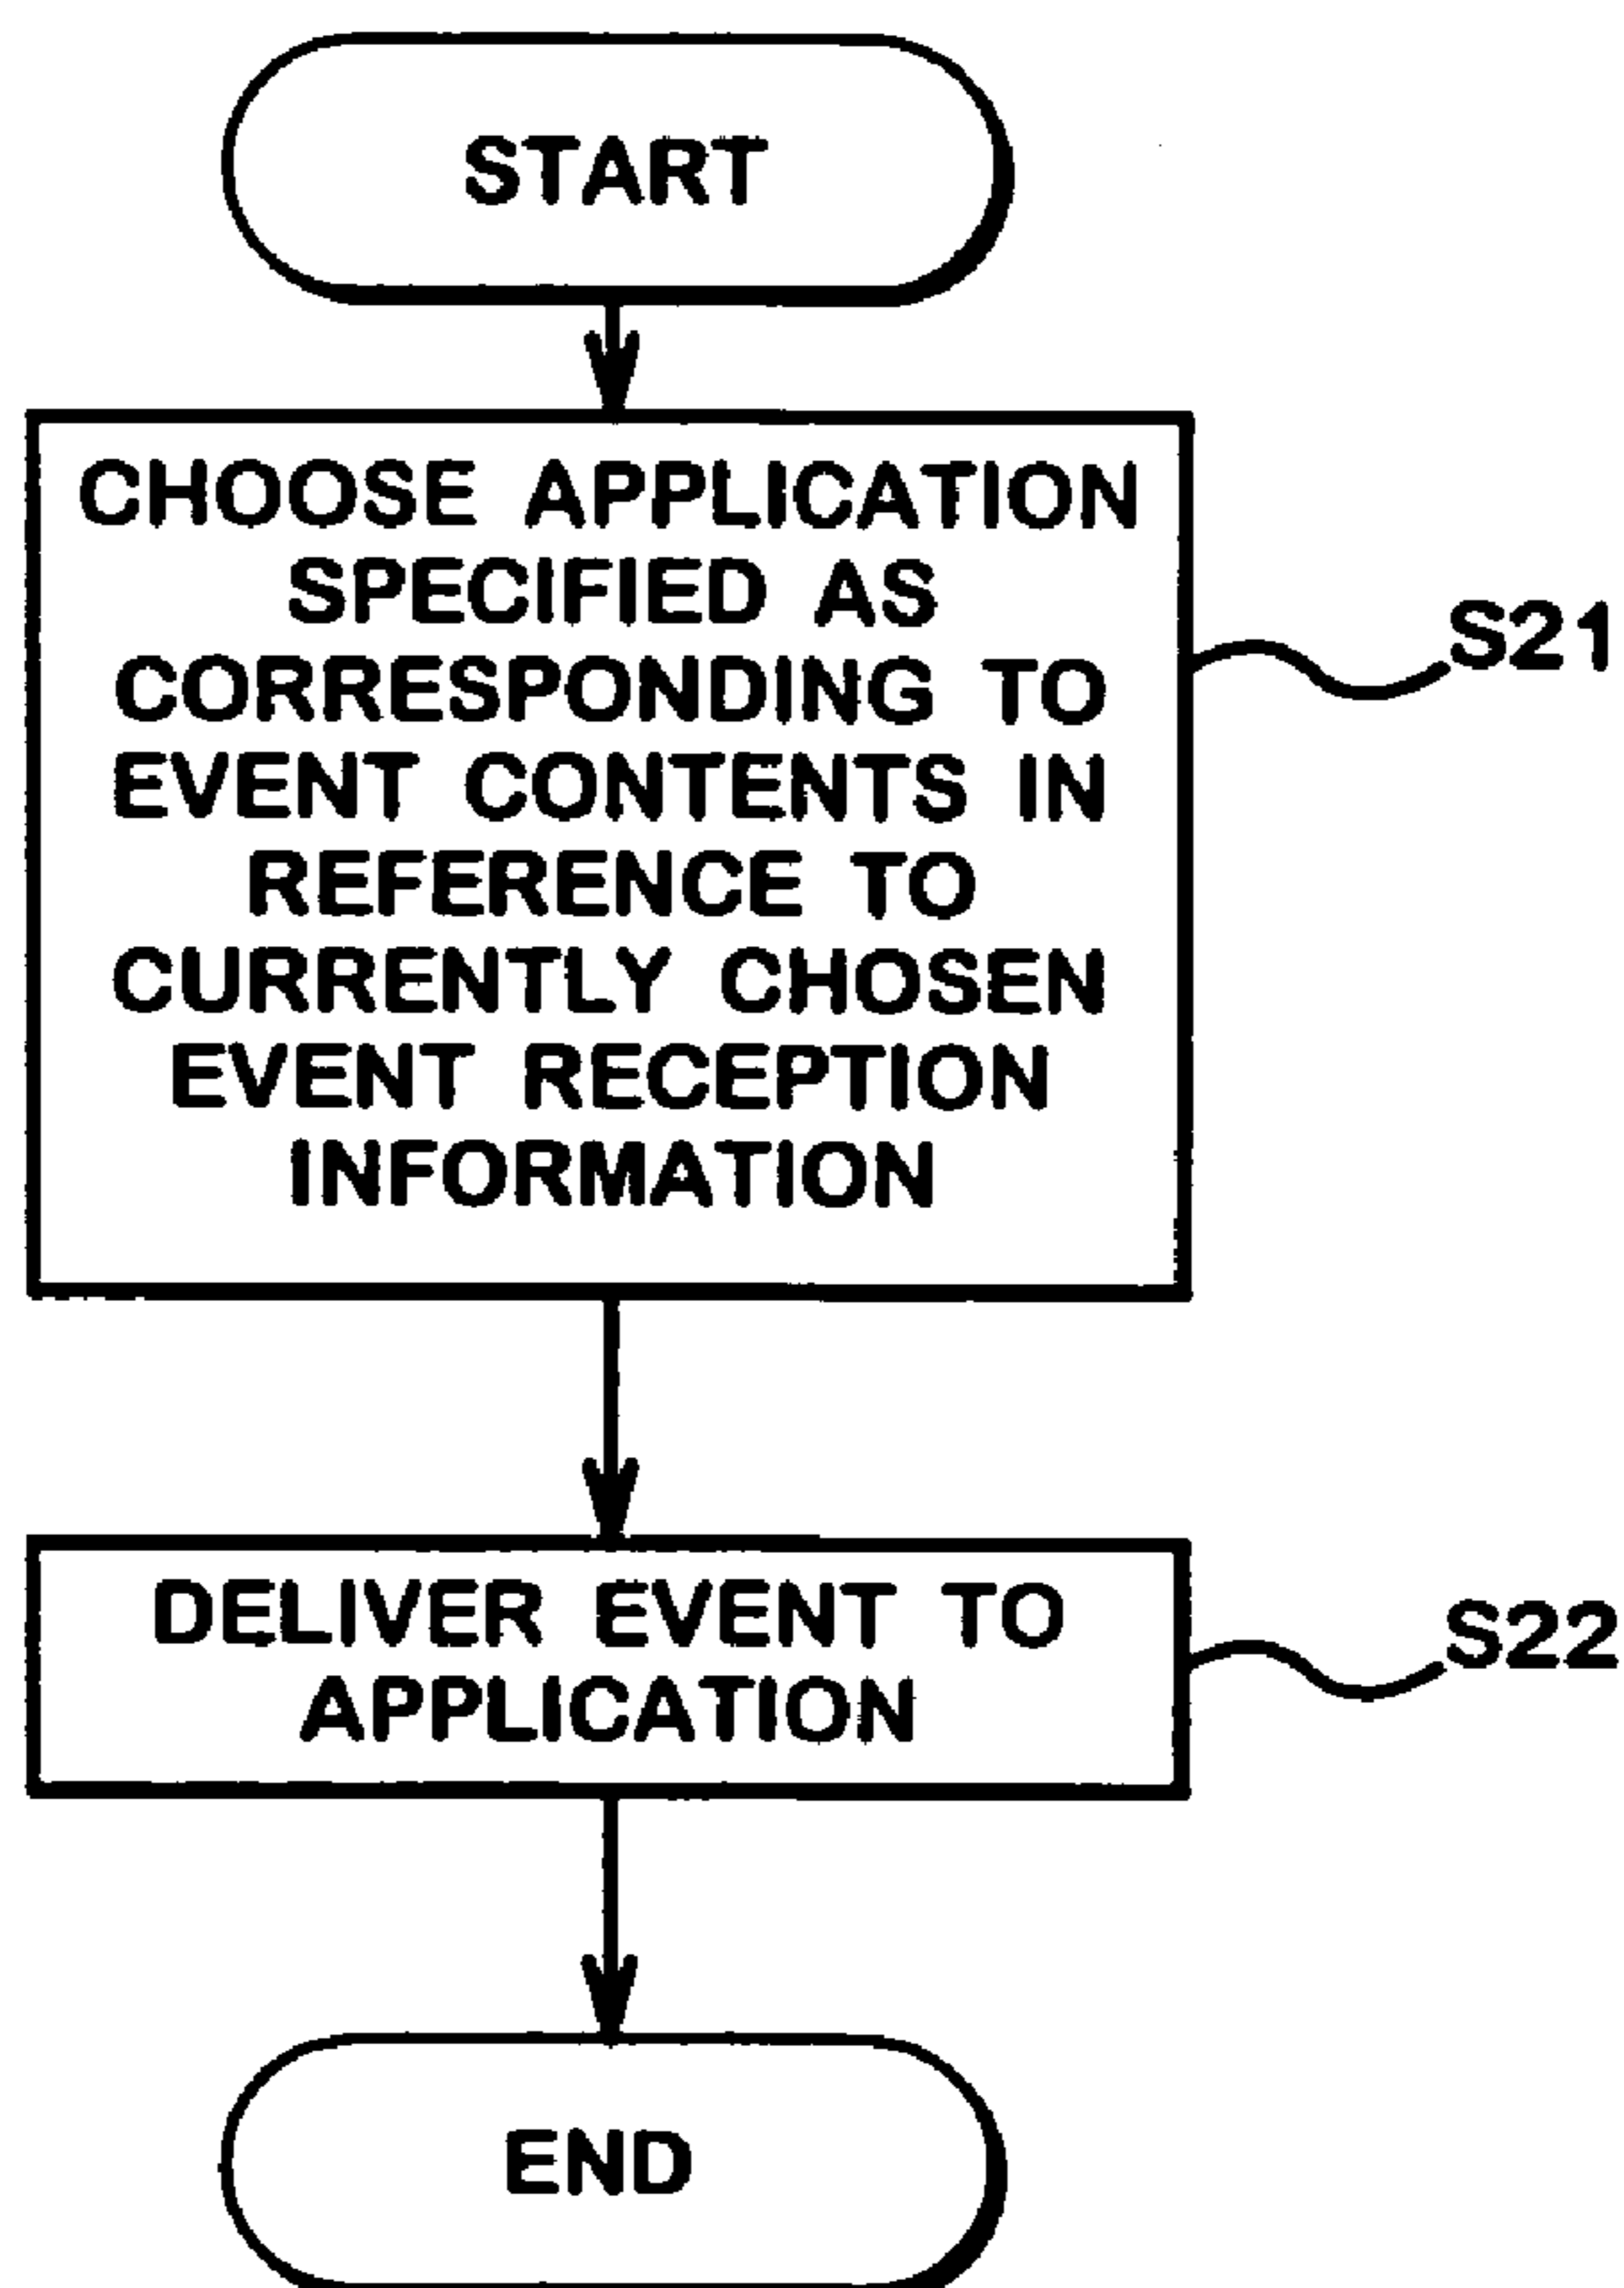 START
CHOOSE APPLICATION
SPECIFIED AS
CORRESPONDING TO
EVENT CONTENTS IN
REFERENCE TO
CURRENTLY CHOSEN
EVENT RECEPTION
INFORMATION
S21
DELIVER EVENT TO
APPLICATION
S22
END